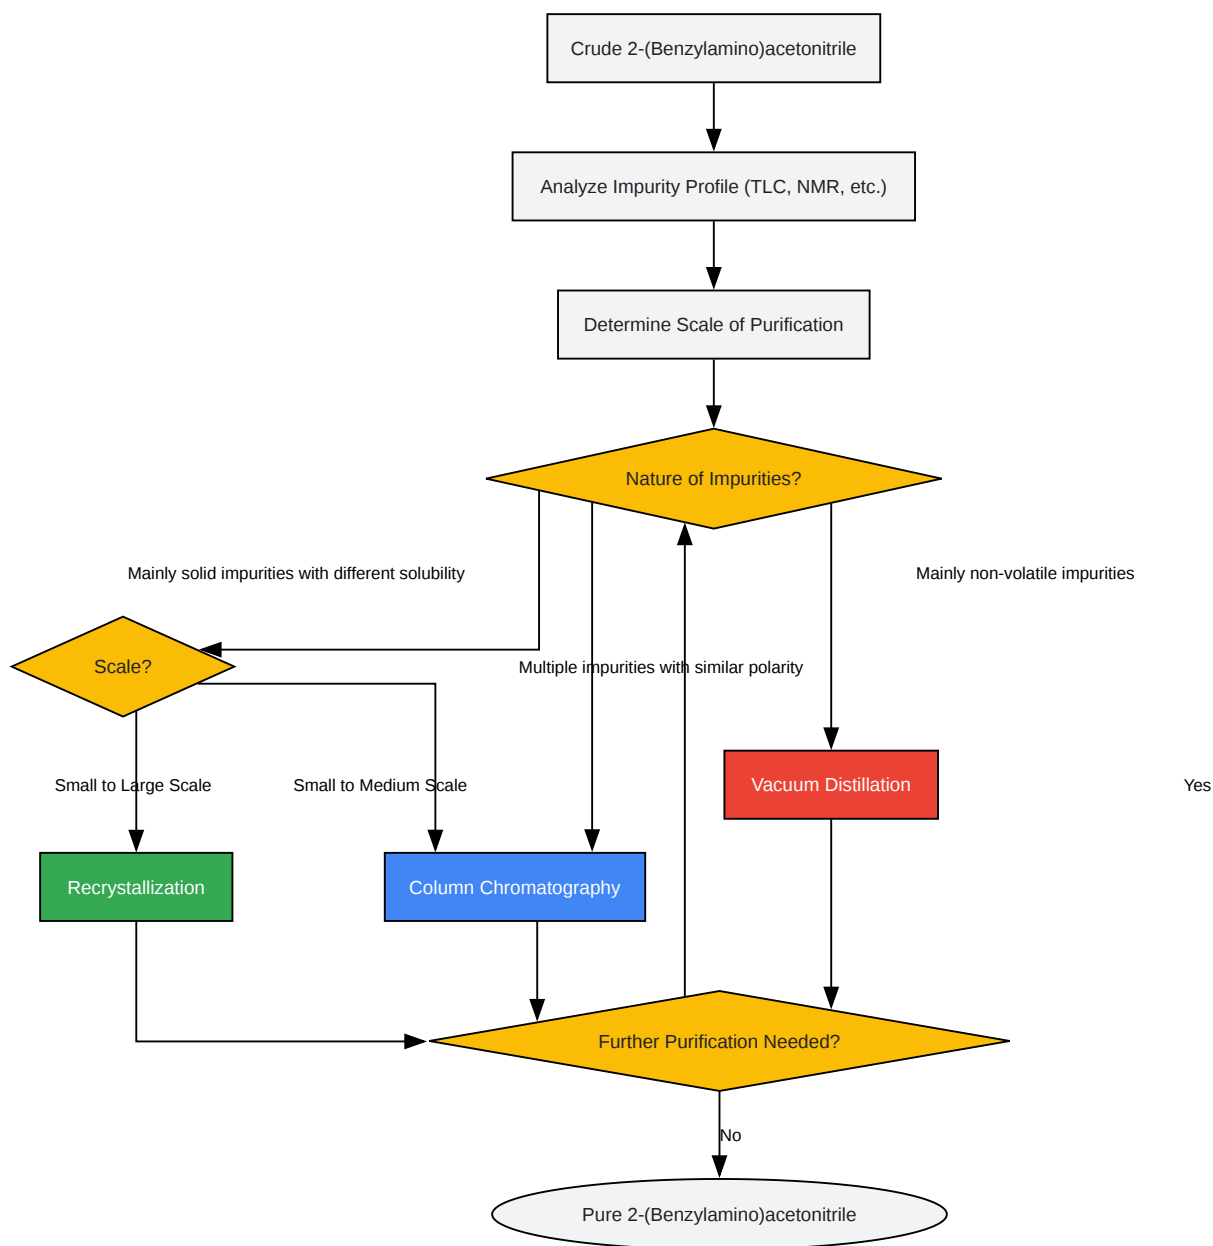 Crude 2-(Benzylamino)acetonitrile
Analyze Impurity Profile (TLC, NMR, etc.)
Determine Scale of Purification
Nature of Impurities?
Mainly solid impurities with different solubility
Mainly non-volatile impurities
Scale?
Multiple impurities with similar polarity
Small to Large Scale
Small to Medium Scale
Vacuum Distillation
Yes
Recrystallization
Column Chromatography
Further Purification Needed?
No
Pure 2-(Benzylamino)acetonitrile